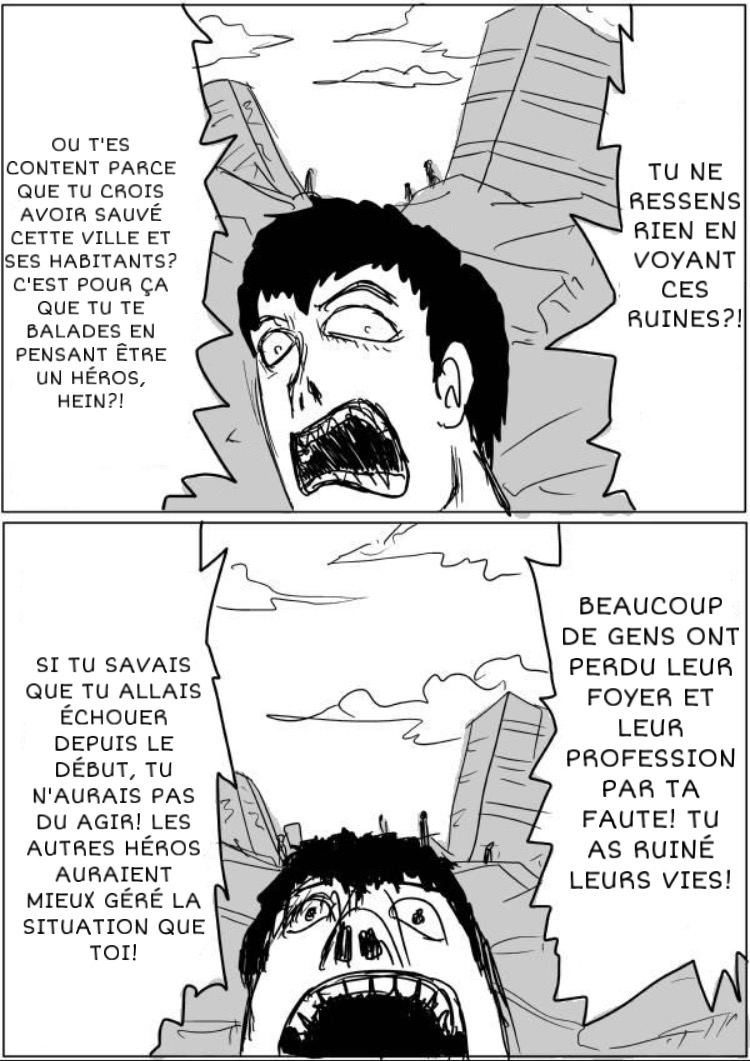 TU NE
RESSENS
RIEN EN
VOYANT
CES
RUINES?!
OU T'ES
CONTENT PARCE
QUE TU CROIS
AVOIR SAUVÉ
CETTE VILLE ET
SES HABITANTS?
C'EST POUR ÇA
QUE TU TE
BALADES EN
PENSANT ÊTRE
UN HÉROS,
HEIN?!
BEAUCOUP
DE GENS ONT
PERDU LEUR
FOYER ET
LEUR
PROFESSION
PAR TA
FAUTE! TU
AS RUINÉ
LEURS VIES!
SI TU SAVAIS
QUE TU ALLAIS
ÉCHOUER
DEPUIS LE
DÉBUT, TU
N'AURAIS PAS
DU AGIR! LES
AUTRES HÉROS
AURAIENT
MIEUX GÉRÉ LA
SITUATION QUE
TOI!